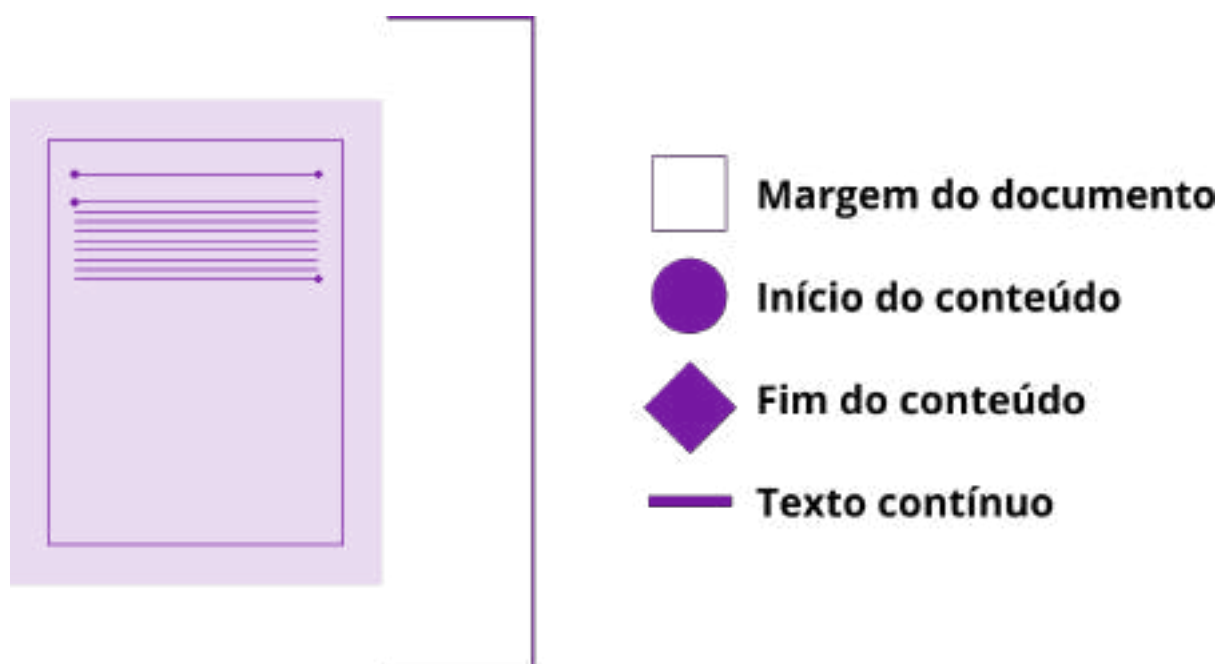 Margem do documento
Início do conteúdo
Fim do conteúdo
Texto contínuo